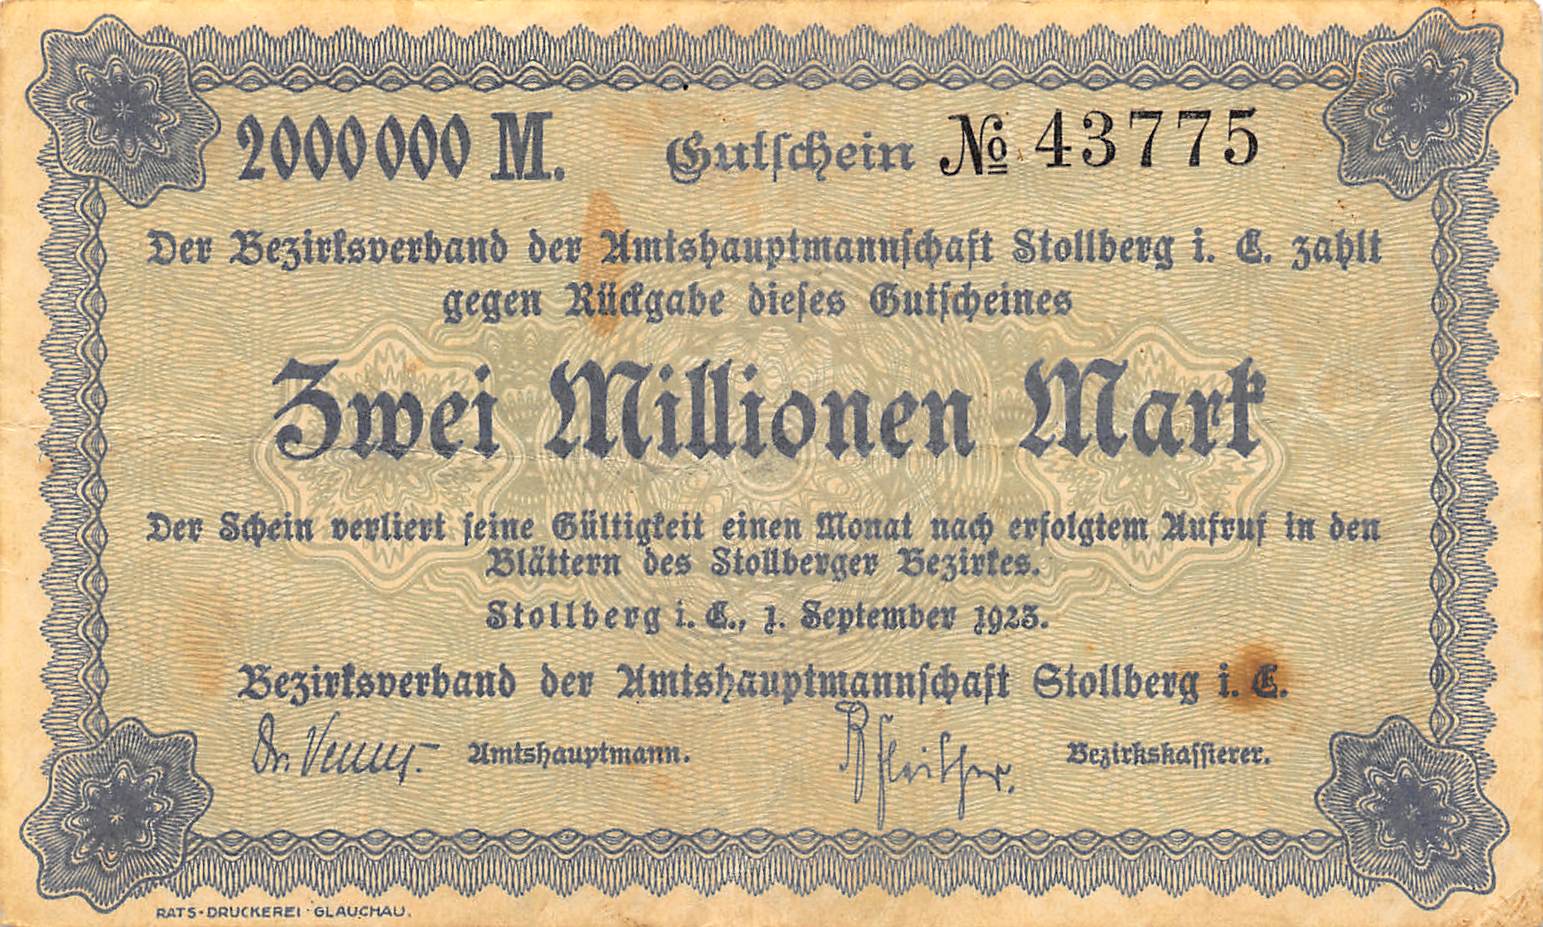 2000000 M. Gutschein № 43775
Der Bezirksverband der Amtshauptmannschaft Stollberg i. E. zahlt
gegen Rückgabe dieses Gutscheines
Zwei Millionen Mark
Der Schein verliert seine Gültigkeit einen Monat nach erfolgtem Aufruf in den
Blättern des Stollberger Bezirkes.
Stollberg i. E., 1. September 1923.
Bezirksverband der Amtshauptmannschaft Stollberg i. E.
Dr. Amtshauptmann. Bezirkskassierer.
RATS-DRUCKEREI · GLAUCHAU.